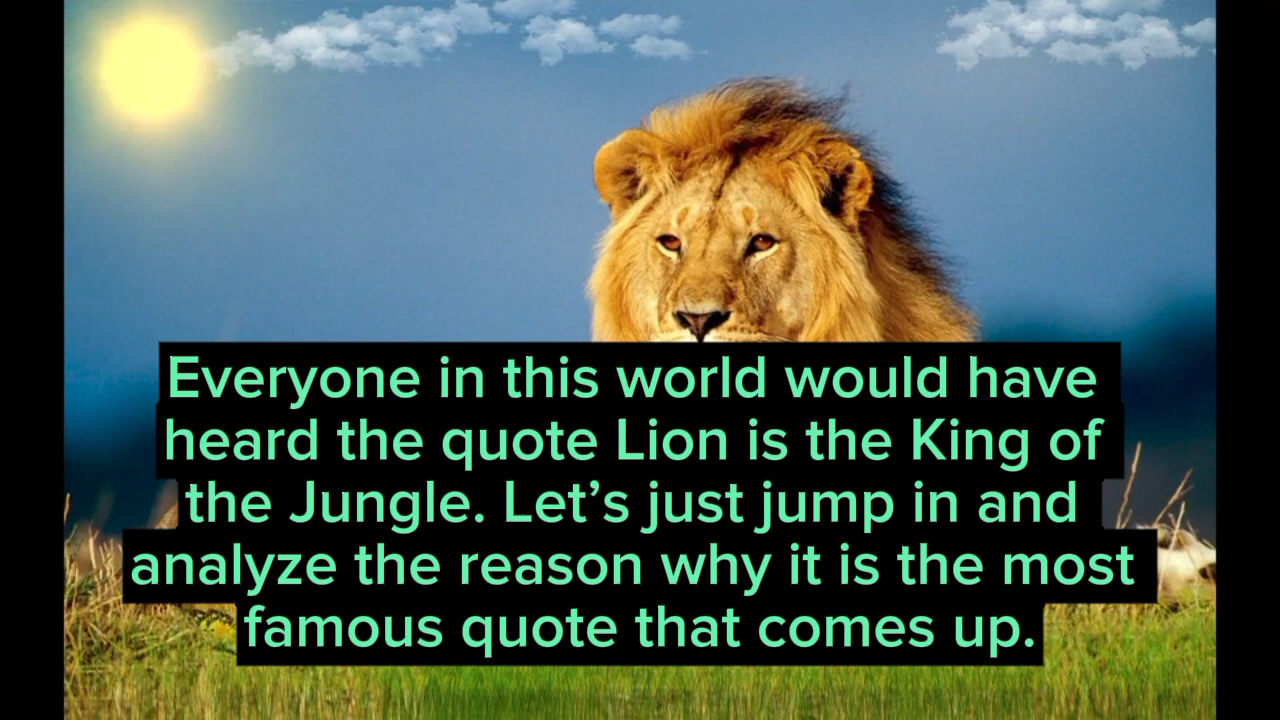 Everyone in this world would have
heard the quote Lion is the King of
the Jungle. Let’s just jump in and
analyze the reason why it is the most
famous quote that comes up.